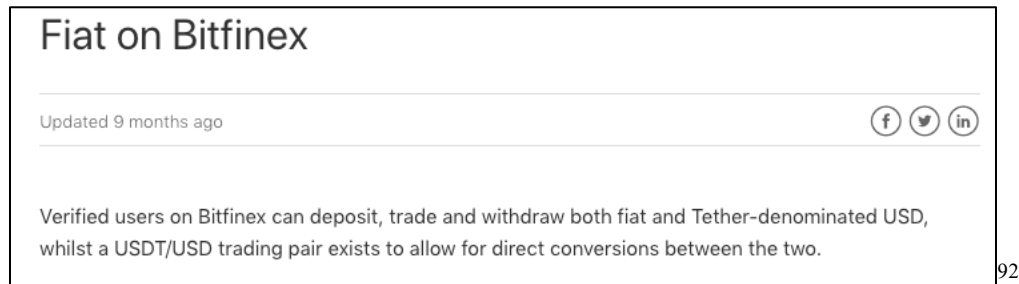 Fiat on Bitfinex
Updated 9 months ago
f in
Verified users on Bitfinex can deposit, trade and withdraw both fiat and Tether-denominated USD,
whilst a USDT/USD trading pair exists to allow for direct conversions between the two.
92